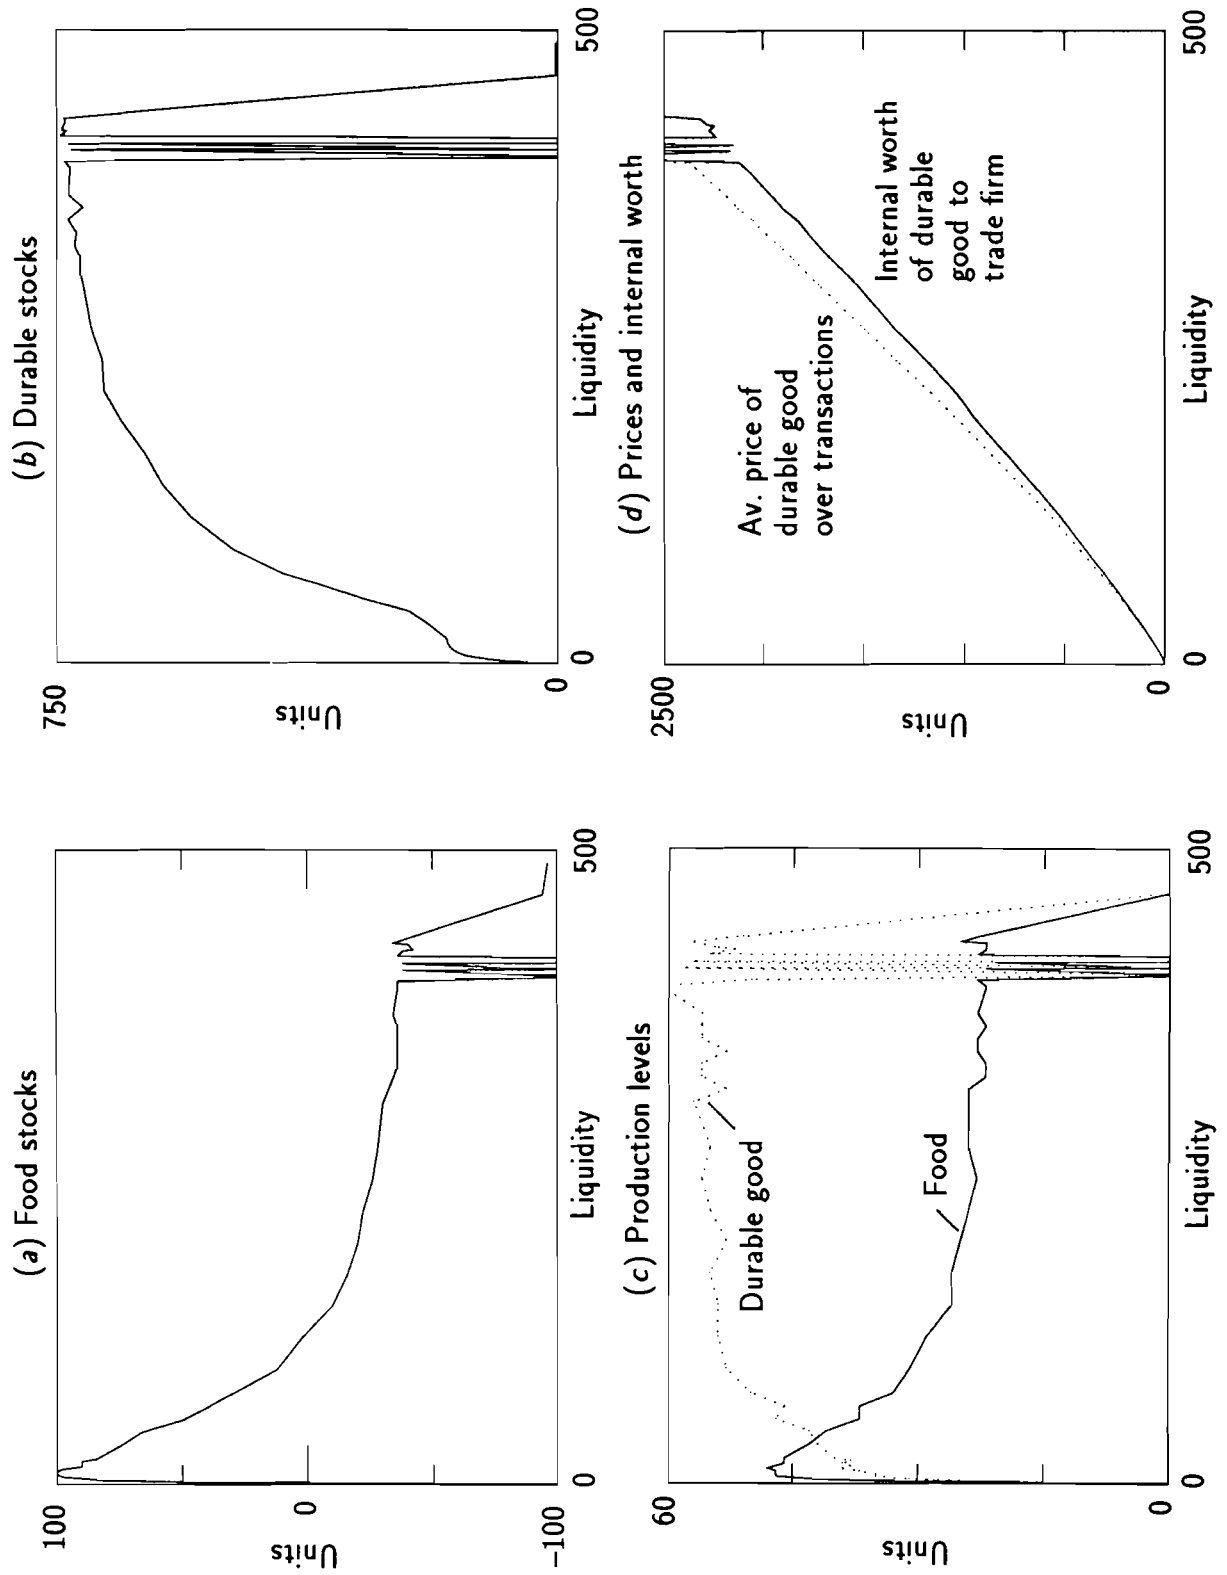 (a) Food stocks
100
0
-100
Units
0
500
Liquidity
(b) Durable stocks
750
0
Units
0
500
Liquidity
(c) Production levels
60
0
Units
Durable good
Food
0
500
Liquidity
(d) Prices and internal worth
2500
0
Units
Av. price of
durable good
over transactions
Internal worth
of durable
good to
trade firm
0
500
Liquidity